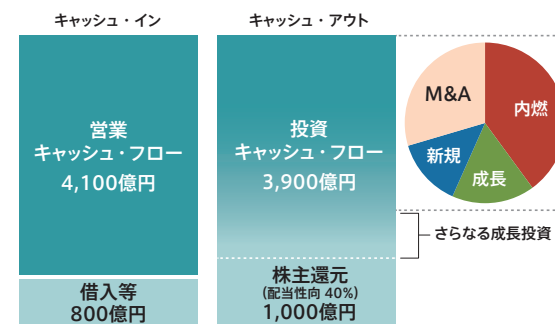 キャッシュ・イン
キャッシュ・アウト
営業
キャッシュ・フロー
4,100億円
借入等
800億円
投資
キャッシュ・フロー
3,900億円
株主還元
(配当性向 40%)
1,000億円
M&A
内燃
新規
成長
さらなる成長投資